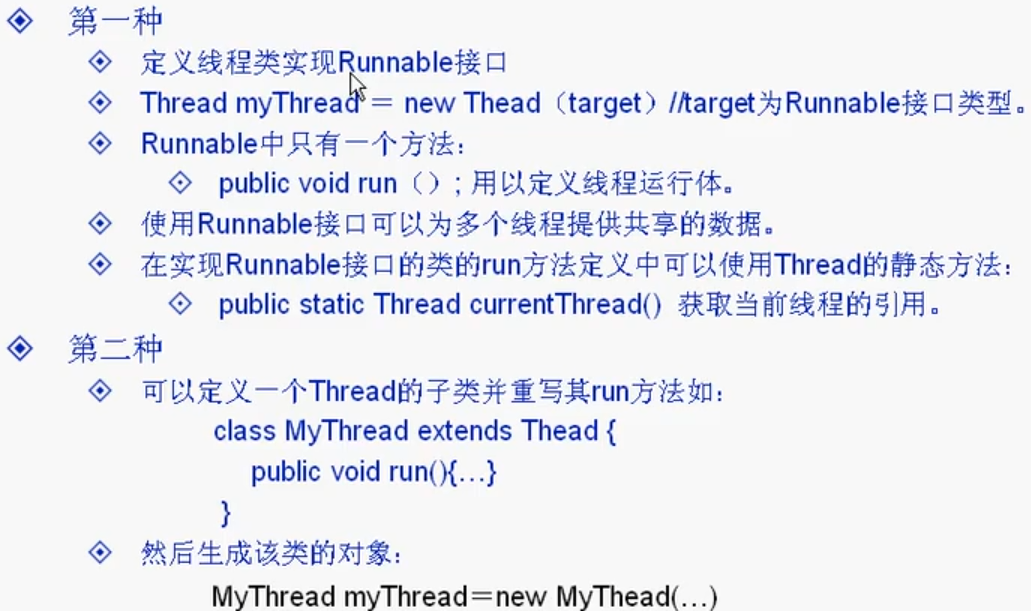 第一种
定义线程类实现Runnable接口
Thread myThread = new Thead（target）//target为Runnable接口类型。
Runnable中只有一个方法：
public void run（）; 用以定义线程运行体。
使用Runnable接口可以为多个线程提供共享的数据。
在实现Runnable接口的类的run方法定义中可以使用Thread的静态方法：
public static Thread currentThread() 获取当前线程的引用。
第二种
可以定义一个Thread的子类并重写其run方法如：
class MyThread extends Thead {
public void run(){…}
}
然后生成该类的对象：
MyThread myThread＝new MyThead(…)